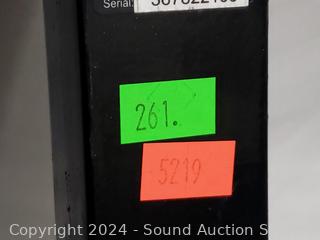 Serial:
261.
5219
Copyright 2024 - Sound Auction S